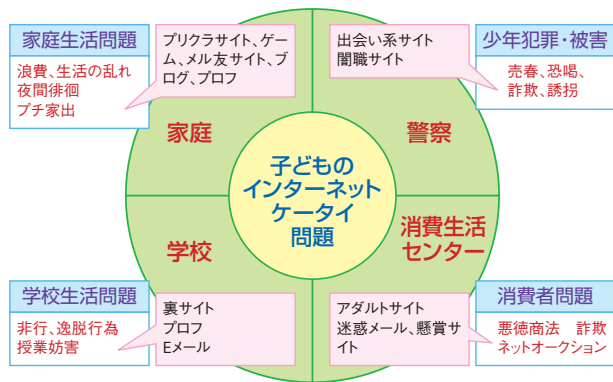 家庭生活問題
浪費、生活の乱れ
夜間徘徊
プチ家出
プリクラサイト、ゲー
ム、メル友サイト、ブ
ログ、プロフ
出会い系サイト
闇職サイト
少年犯罪・被害
売春、恐喝、
詐欺、誘拐
家庭
警察
子どもの
インターネット
ケータイ
問題
学校
消費生活
センター
学校生活問題
非行、逸脱行為
授業妨害
裏サイト
プロフ
Eメール
アダルトサイト
迷惑メール、懸賞サ
イト
消費者問題
悪徳商法　詐欺
ネットオークション